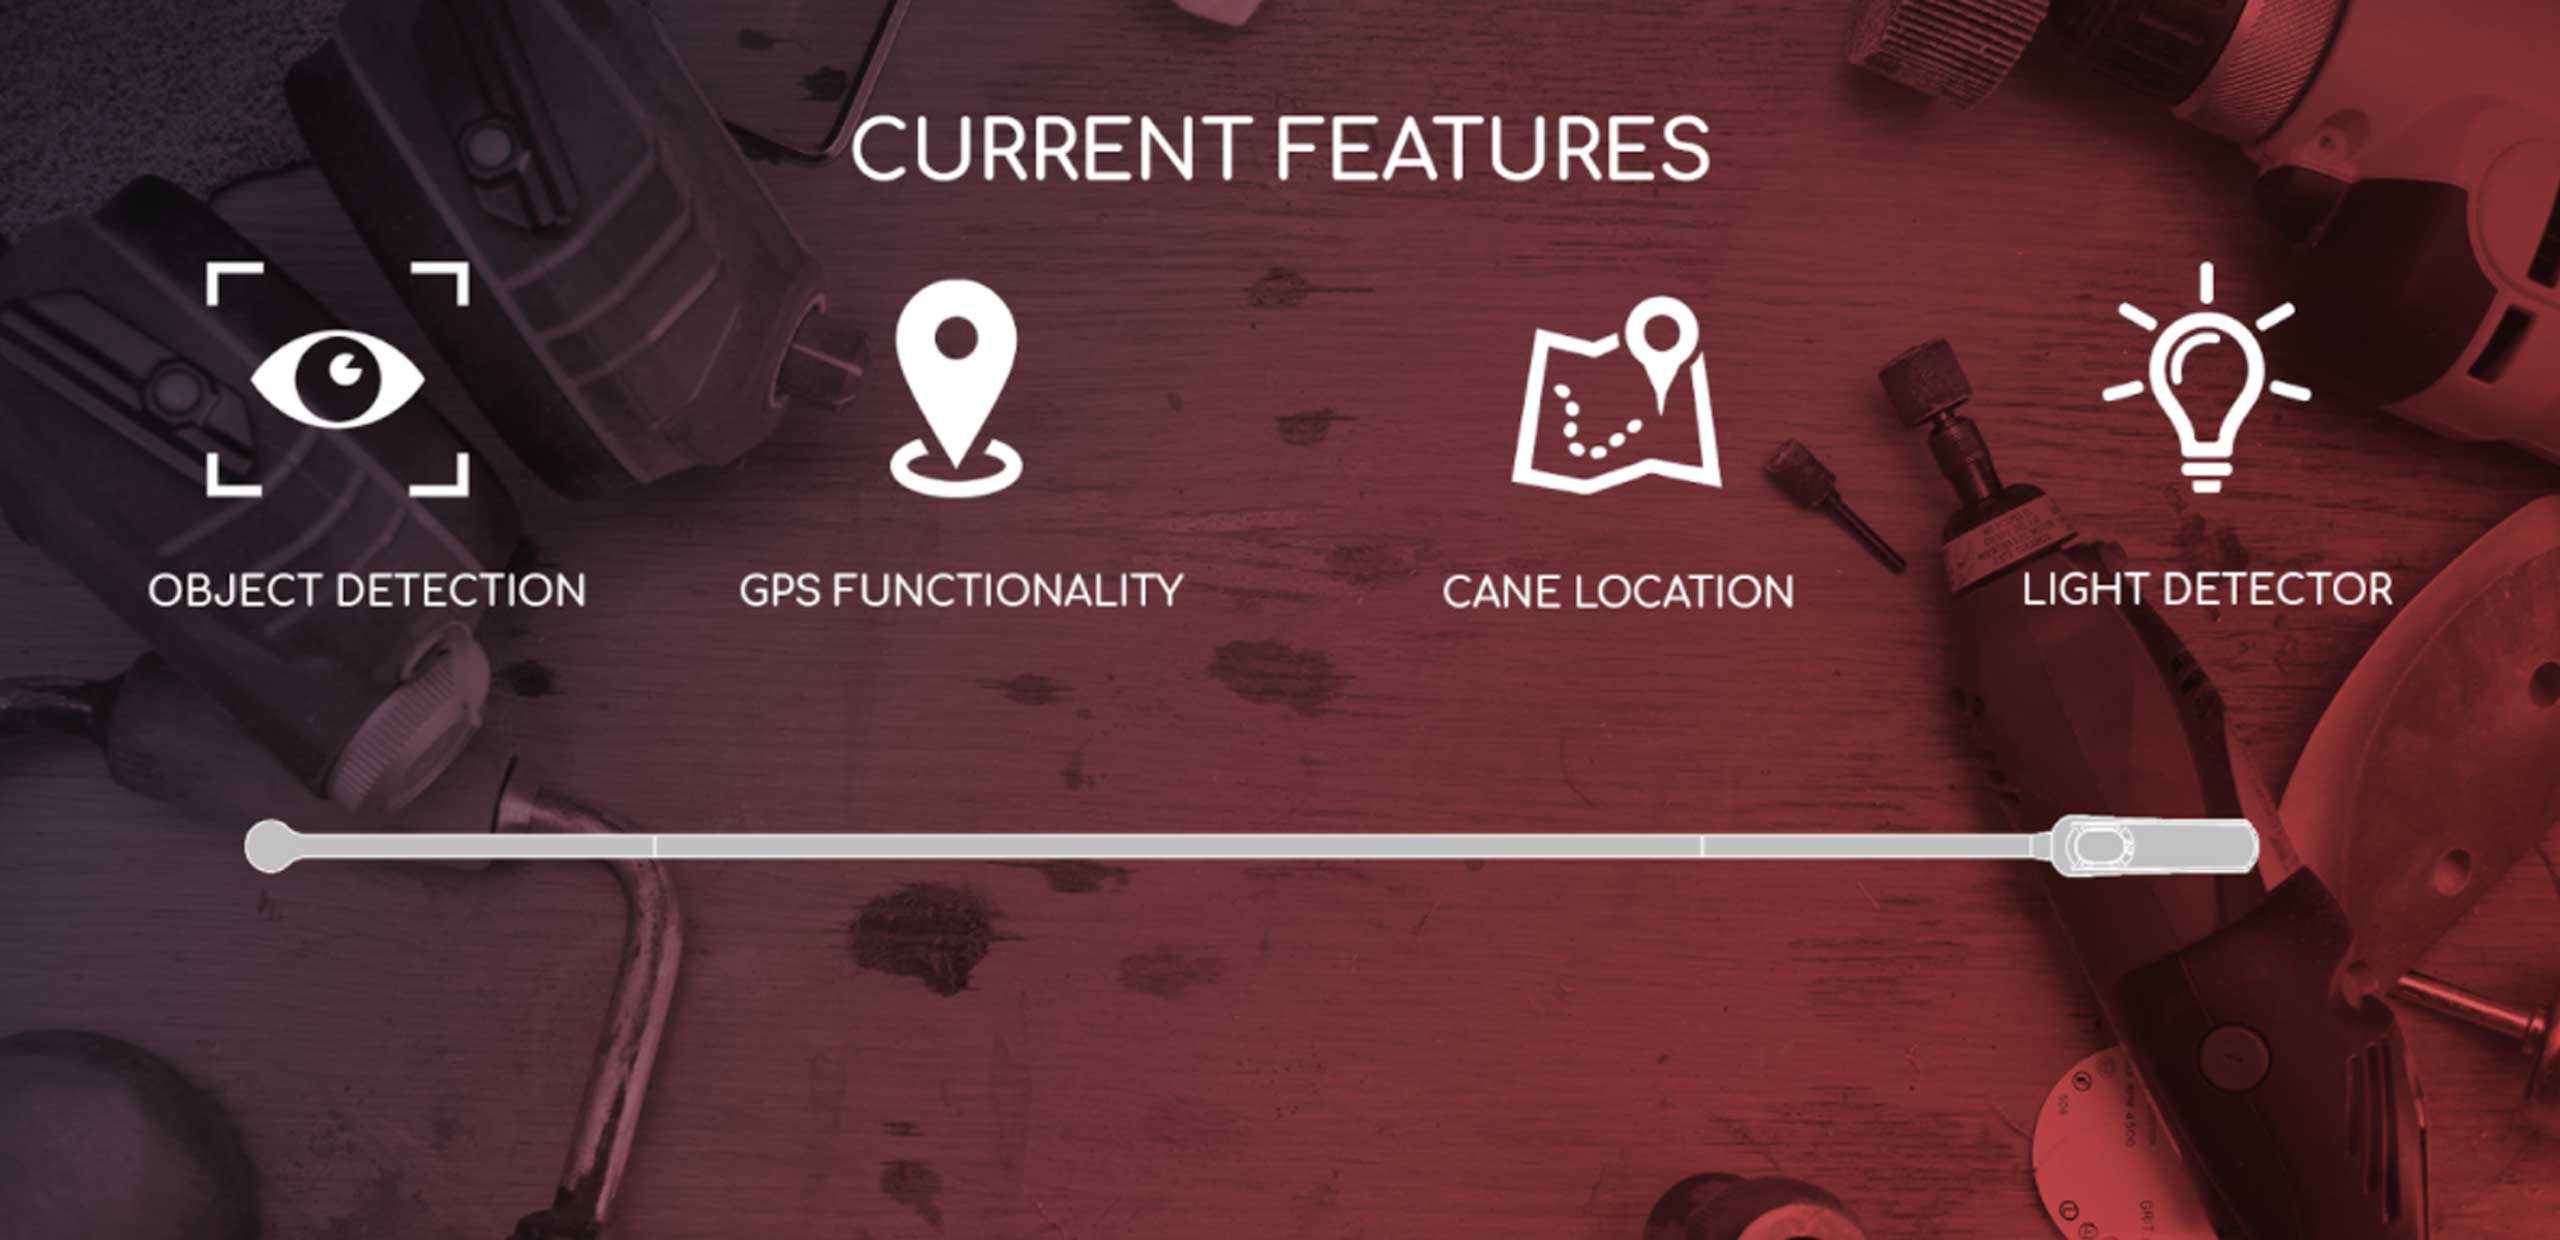 CURRENT FEATURES
OBJECT DETECTION
GPS FUNCTIONALITY
CANE LOCATION
LIGHT DETECTOR